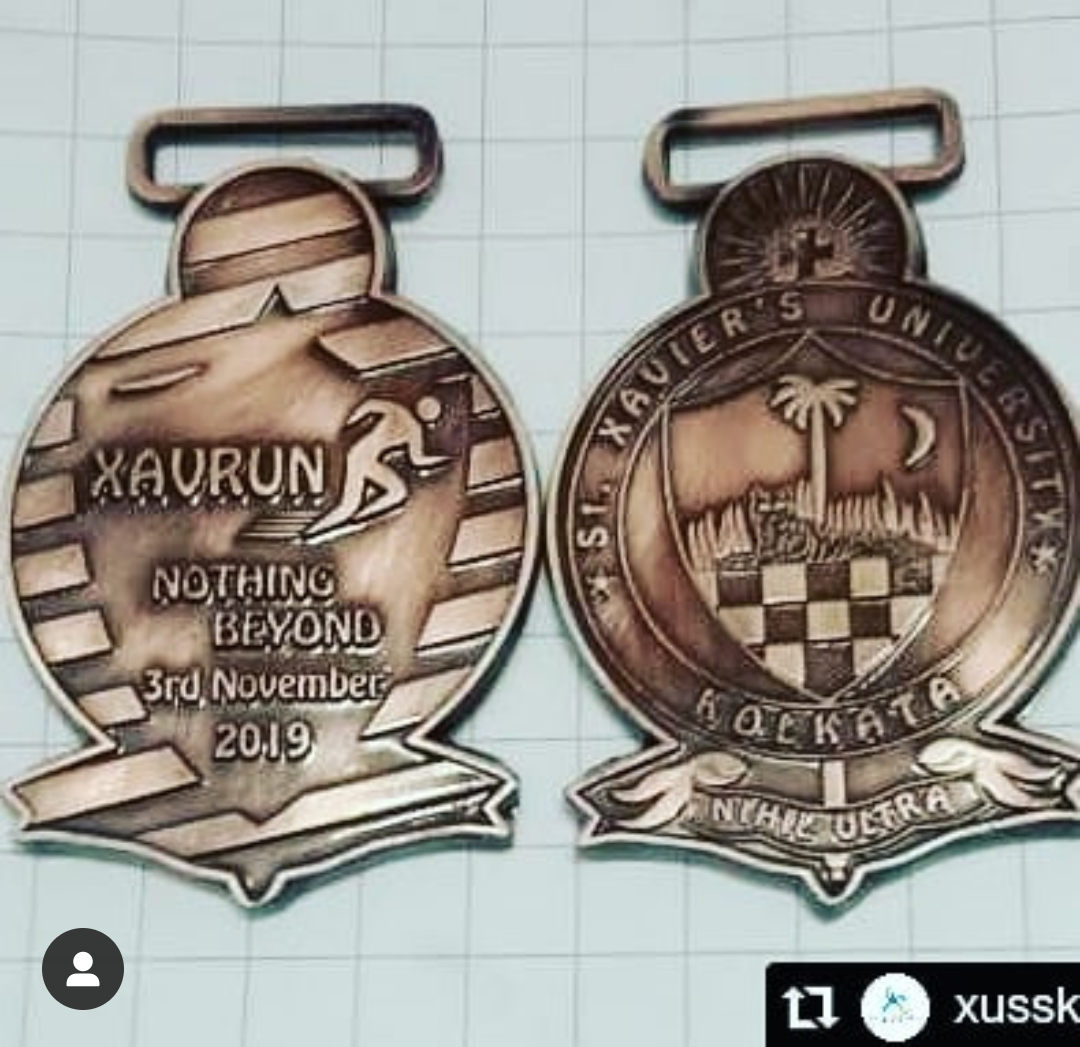 XAVRUN
NOTHING
BEYOND
3rd November
2019
ST. XAVIER'S UNIVERSITY
KOLKATA
NIHIL ULTRA
xussk